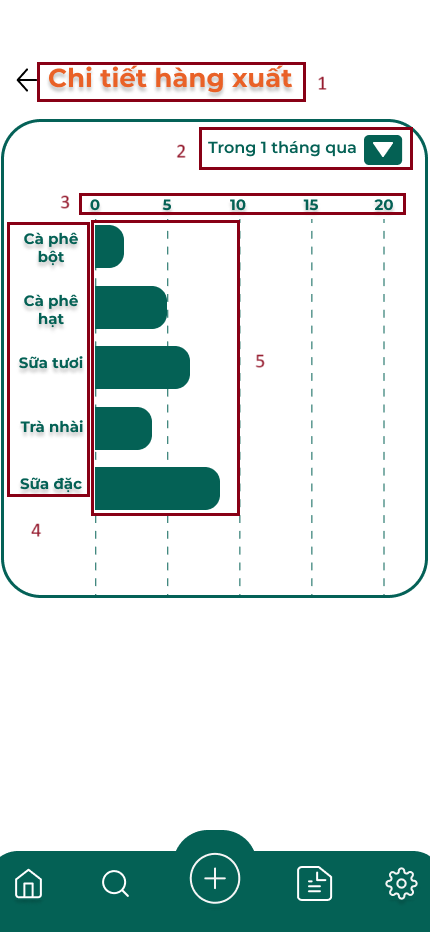 Chi tiết hàng xuất
1
2
Trong 1 tháng qua
3
0 5 10 15 20
Cà phê
bột
Cà phê
hạt
Sữa tươi
5
Trà nhài
Sữa đặc
4